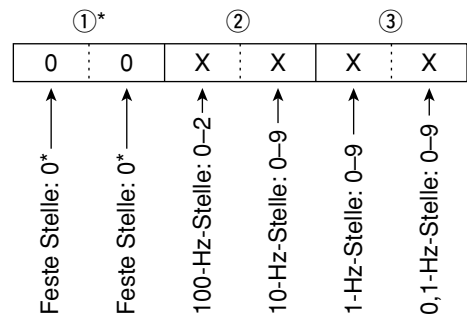 ①* ② ③
0 0 X X X X
Feste Stelle: 0*
Feste Stelle: 0*
100-Hz-Stelle: 0–2
10-Hz-Stelle: 0–9
1-Hz-Stelle: 0–9
0,1-Hz-Stelle: 0–9